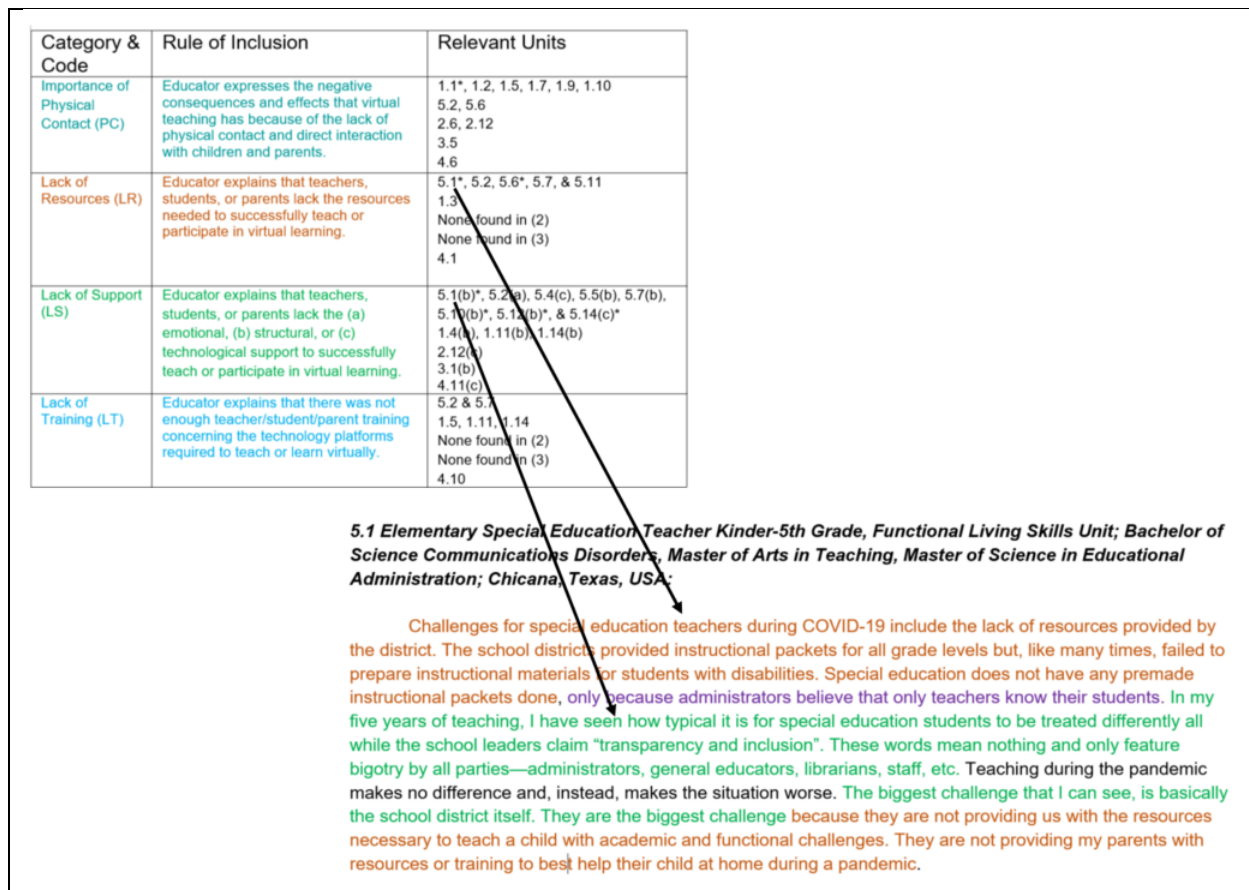 Category & Code
Rule of Inclusion
Relevant Units
Importance of
Physical
Contact (PC)
Educator expresses the negative
consequences and effects that virtual
teaching has because of the lack of
physical contact and direct interaction
with children and parents.
1.1*, 1.2, 1.5, 1.7, 1.9, 1.10
5.2, 5.6
2.6, 2.12
3.5
4.6
Lack of
Resources (LR)
Educator explains that teachers,
students, or parents lack the resources
needed to successfully teach or
participate in virtual learning.
5.1*, 5.2, 5.6*, 5.7, & 5.11
1.3
None found in (2)
None found in (3)
4.1
Lack of Support
(LS)
Educator explains that teachers,
students, or parents lack the (a)
emotional, (b) structural, or (c)
technological support to successfully
teach or participate in virtual learning.
5.1(b)*, 5.2(a), 5.4(c), 5.5(b), 5.7(b),
5.10(b)*, 5.12(b)*, & 5.14(c)*
1.4(b), 1.11(b), 1.14(b)
2.12(c)
3.1(b)
4.11(c)
Lack of
Training (LT)
Educator explains that there was not
enough teacher/student/parent training
concerning the technology platforms
required to teach or learn virtually.
5.2 & 5.7
1.5, 1.11, 1.14
None found in (2)
None found in (3)
4.10
5.1 Elementary Special Education Teacher Kinder-5th Grade, Functional Living Skills Unit; Bachelor of
Science Communications Disorders, Master of Arts in Teaching, Master of Science in Educational
Administration; Chicana, Texas, USA:
Challenges for special education teachers during COVID-19 include the lack of resources provided by
the district. The school districts provided instructional packets for all grade levels but, like many times, failed to
prepare instructional materials for students with disabilities. Special education does not have any premade
instructional packets done, only because administrators believe that only teachers know their students. In my
five years of teaching, I have seen how typical it is for special education students to be treated differently all
while the school leaders claim “transparency and inclusion”. These words mean nothing and only feature
bigotry by all parties—administrators, general educators, librarians, staff, etc. Teaching during the pandemic
makes no difference and, instead, makes the situation worse. The biggest challenge that I can see, is basically
the school district itself. They are the biggest challenge because they are not providing us with the resources
necessary to teach a child with academic and functional challenges. They are not providing my parents with
resources or training to best help their child at home during a pandemic.